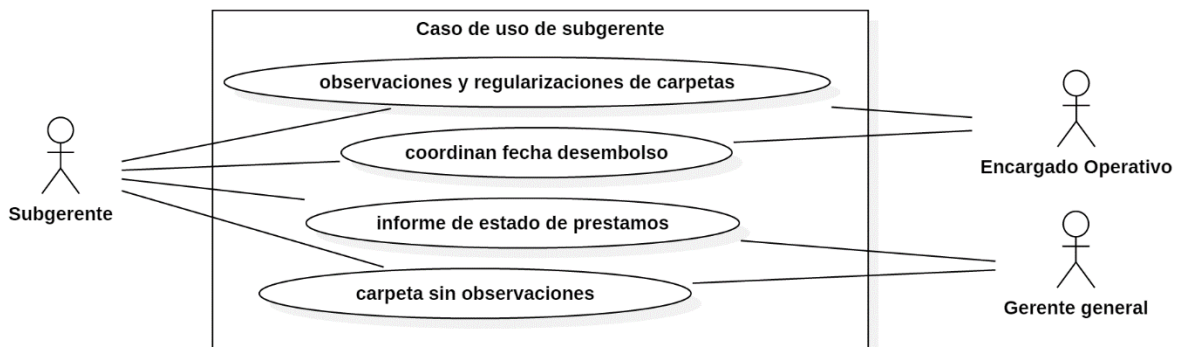 Caso de uso de subgerente
observaciones y regularizaciones de carpetas
coordinan fecha desembolso
Encargado Operativo
Subgerente
informe de estado de prestamos
carpeta sin observaciones
Gerente general